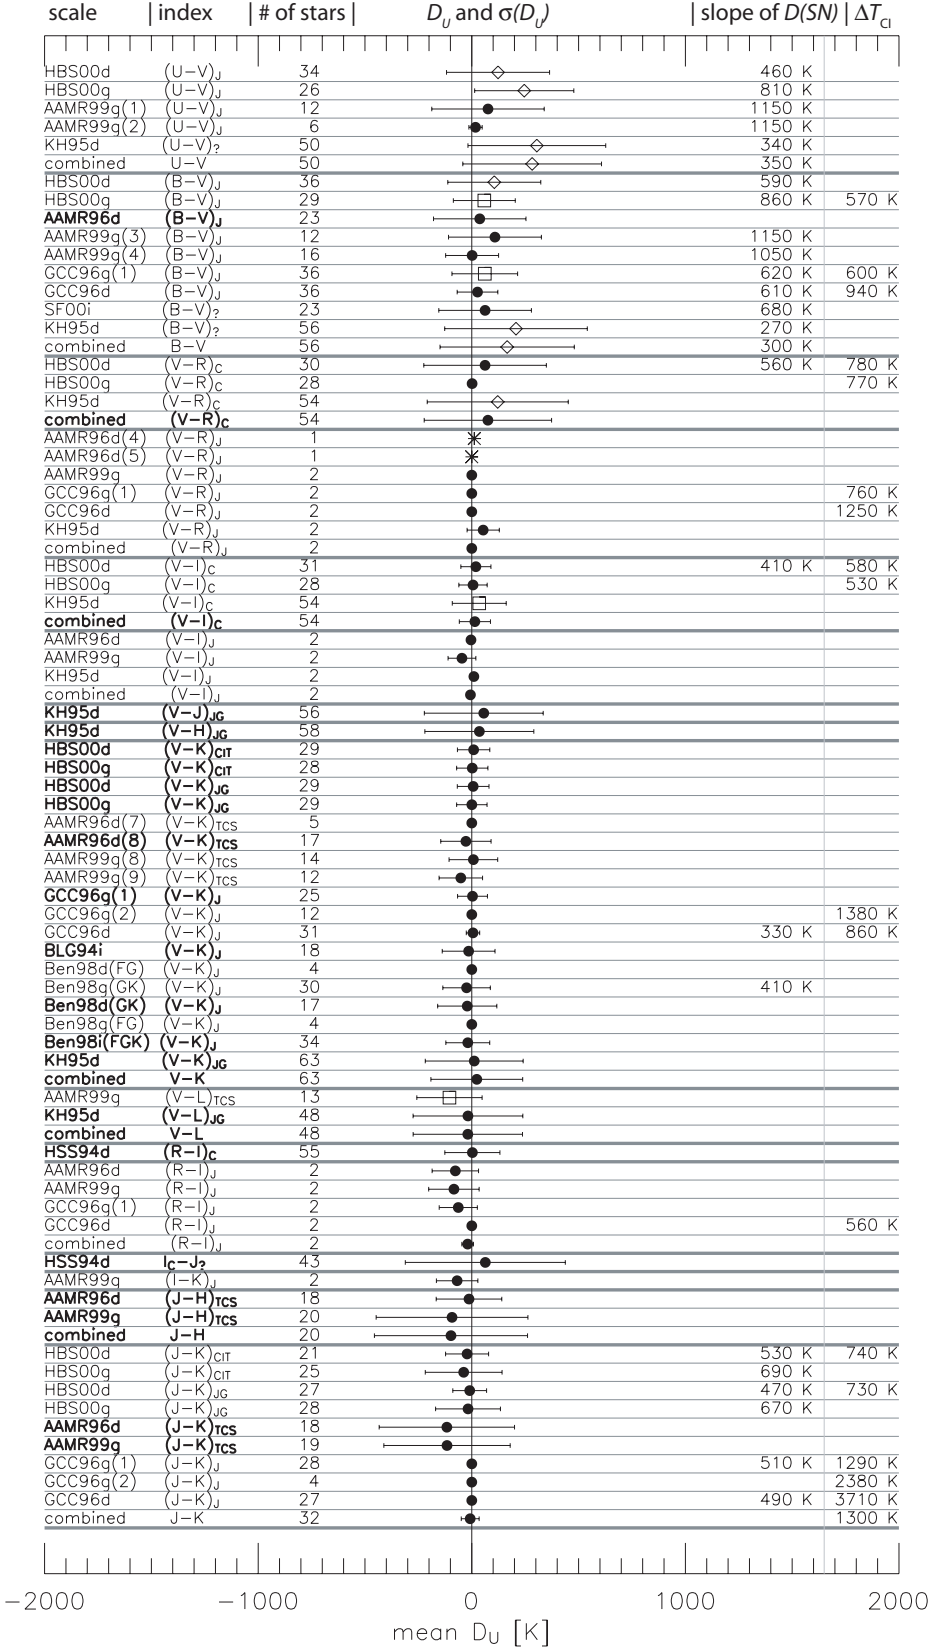 scale | index | # of stars | D_U and σ(D_U) | slope of D(SN) | ΔT_CI
HBS00d (U−V)_J 34 460 K
HBS00g (U−V)_J 26 810 K
AAMR99g(1) (U−V)_J 12 1150 K
AAMR99g(2) (U−V)_J 6 1150 K
KH95d (U−V)_? 50 340 K
combined U−V 50 350 K
HBS00d (B−V)_J 36 590 K
HBS00g (B−V)_J 29 860 K 570 K
AAMR96d (B−V)_J 23
AAMR99g(3) (B−V)_J 12 1150 K
AAMR99g(4) (B−V)_J 16 1050 K
GCC96g(1) (B−V)_J 36 620 K 600 K
GCC96d (B−V)_J 36 610 K 940 K
SF00i (B−V)_? 23 680 K
KH95d (B−V)_? 56 270 K
combined B−V 56 300 K
HBS00d (V−R)_C 30 560 K 780 K
HBS00g (V−R)_C 28 770 K
KH95d (V−R)_C 54
combined (V−R)_C 54
AAMR96d(4) (V−R)_J 1
AAMR96d(5) (V−R)_J 1
AAMR99g (V−R)_J 2
GCC96g(1) (V−R)_J 2 760 K
GCC96d (V−R)_J 2 1250 K
KH95d (V−R)_J 2
combined (V−R)_J 2
HBS00d (V−I)_C 31 410 K 580 K
HBS00g (V−I)_C 28 530 K
KH95d (V−I)_C 54
combined (V−I)_C 54
AAMR96d (V−I)_J 2
AAMR99g (V−I)_J 2
KH95d (V−I)_J 2
combined (V−I)_J 2
KH95d (V−J)_JG 56
KH95d (V−H)_JG 58
HBS00d (V−K)_CIT 29
HBS00g (V−K)_CIT 28
HBS00d (V−K)_JG 29
HBS00g (V−K)_JG 29
AAMR96d(7) (V−K)_TCS 5
AAMR96d(8) (V−K)_TCS 17
AAMR99g(8) (V−K)_TCS 14
AAMR99g(9) (V−K)_TCS 12
GCC96g(1) (V−K)_J 25
GCC96g(2) (V−K)_J 12 1380 K
GCC96d (V−K)_J 31 330 K 860 K
BLG94i (V−K)_J 18
Ben98d(FG) (V−K)_J 4
Ben98g(GK) (V−K)_J 30 410 K
Ben98d(GK) (V−K)_J 17
Ben98g(FG) (V−K)_J 4
Ben98i(FGK) (V−K)_J 34
KH95d (V−K)_JG 63
combined V−K 63
AAMR99g (V−L)_TCS 13
KH95d (V−L)_JG 48
combined V−L 48
HSS94d (R−I)_C 55
AAMR96d (R−I)_J 2
AAMR99g (R−I)_J 2
GCC96g(1) (R−I)_J 2
GCC96d (R−I)_J 2 560 K
combined (R−I)_J 2
HSS94d I_C−J_? 43
AAMR99g (I−K)_J 2
AAMR96d (J−H)_TCS 18
AAMR99g (J−H)_TCS 20
combined J−H 20
HBS00d (J−K)_CIT 21 530 K 740 K
HBS00g (J−K)_CIT 25 690 K
HBS00d (J−K)_JG 27 470 K 730 K
HBS00g (J−K)_JG 28 670 K
AAMR96d (J−K)_TCS 18
AAMR99g (J−K)_TCS 19
GCC96g(1) (J−K)_J 28 510 K 1290 K
GCC96g(2) (J−K)_J 4 2380 K
GCC96d (J−K)_J 27 490 K 3710 K
combined J−K 32 1300 K
−2000 −1000 0 1000 2000
mean D_U [K]